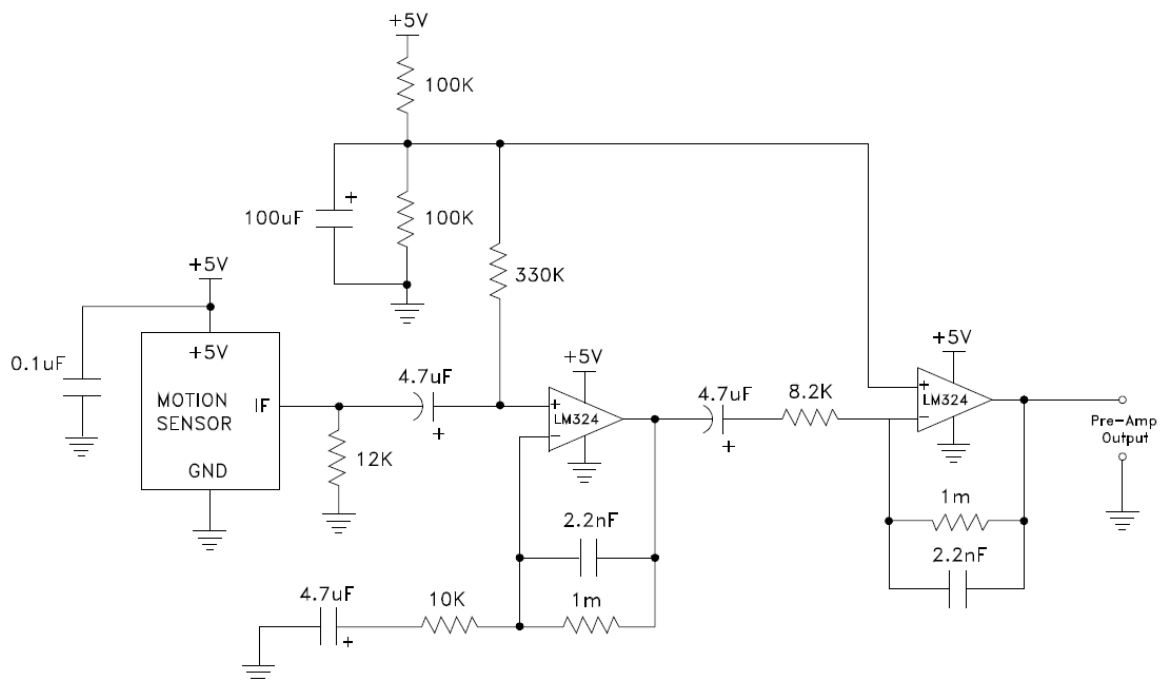 +5V
100K
+
100uF
100K
+5V
330K
0.1uF
+5V
MOTION
SENSOR
IF
GND
12K
4.7uF
+
+5V
+
LM324
−
4.7uF
+
8.2K
+5V
+
LM324
−
Pre-Amp
Output
1m
2.2nF
2.2nF
4.7uF
+
10K
1m